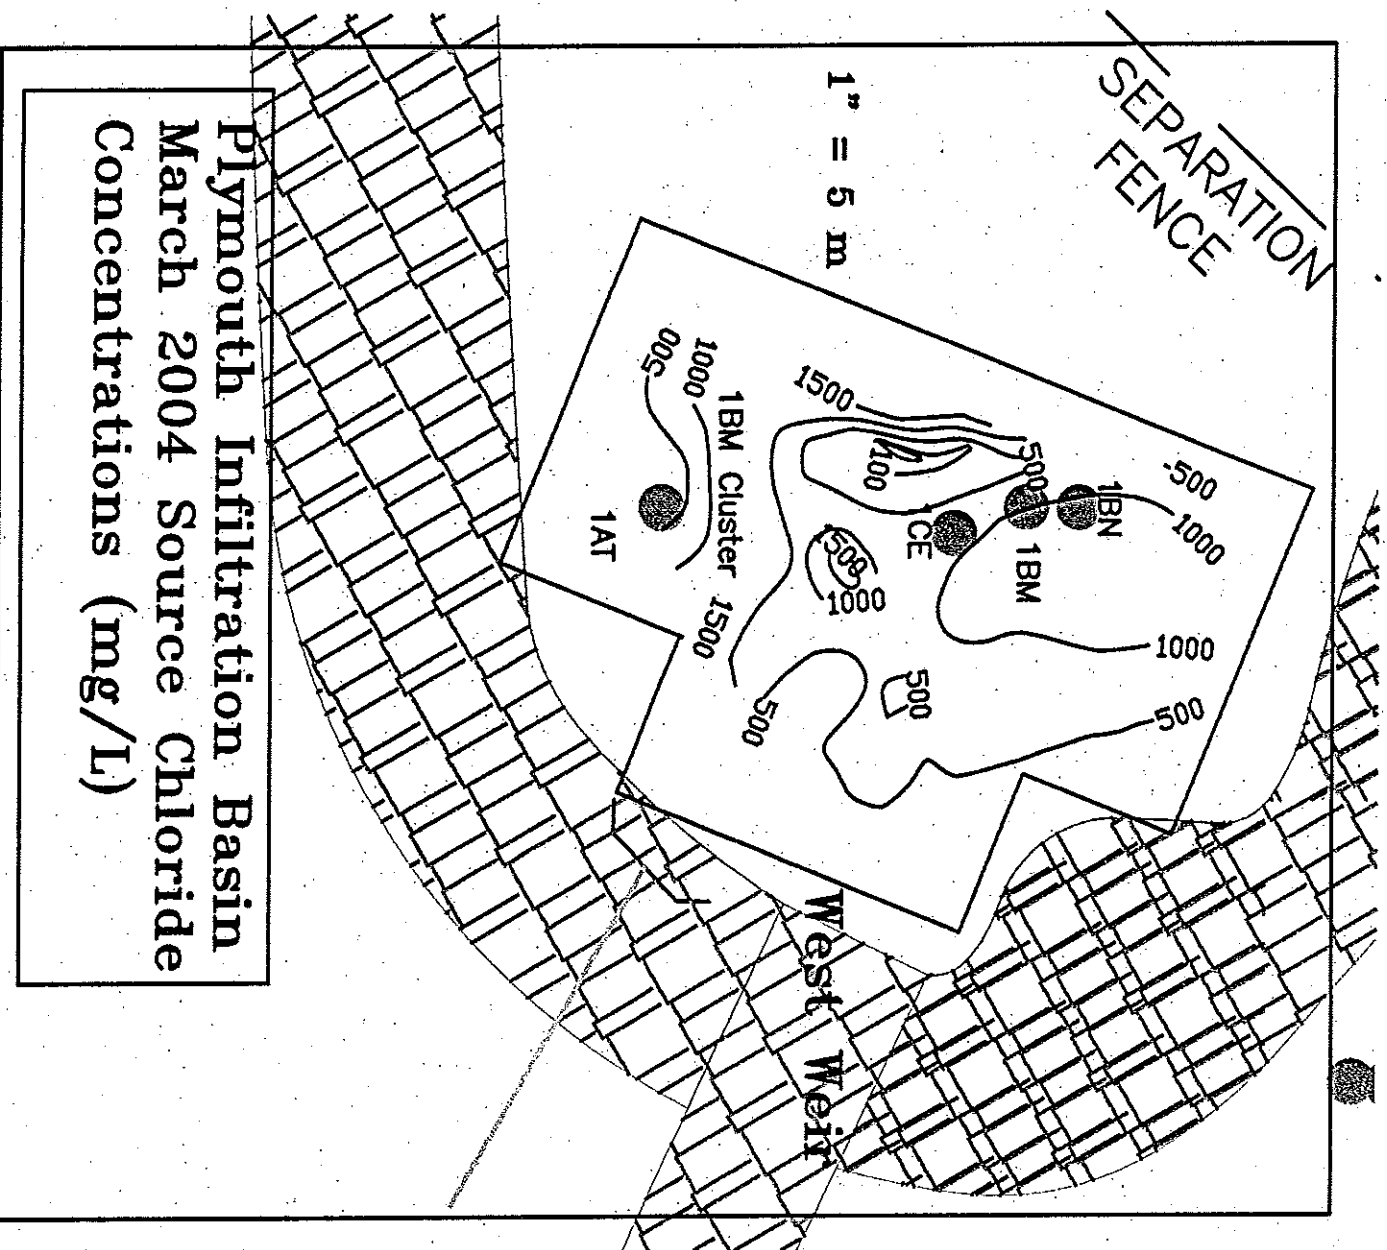 SEPARATION
FENCE
1" = 5 m
-500
1000
1BN
500
1BM
1000
CE
100
1500
1500
1000
500
500
1BM Cluster
1000
500
1AT
1500
500
West Weir
Plymouth Infiltration Basin
March 2004 Source Chloride
Concentrations (mg/L)